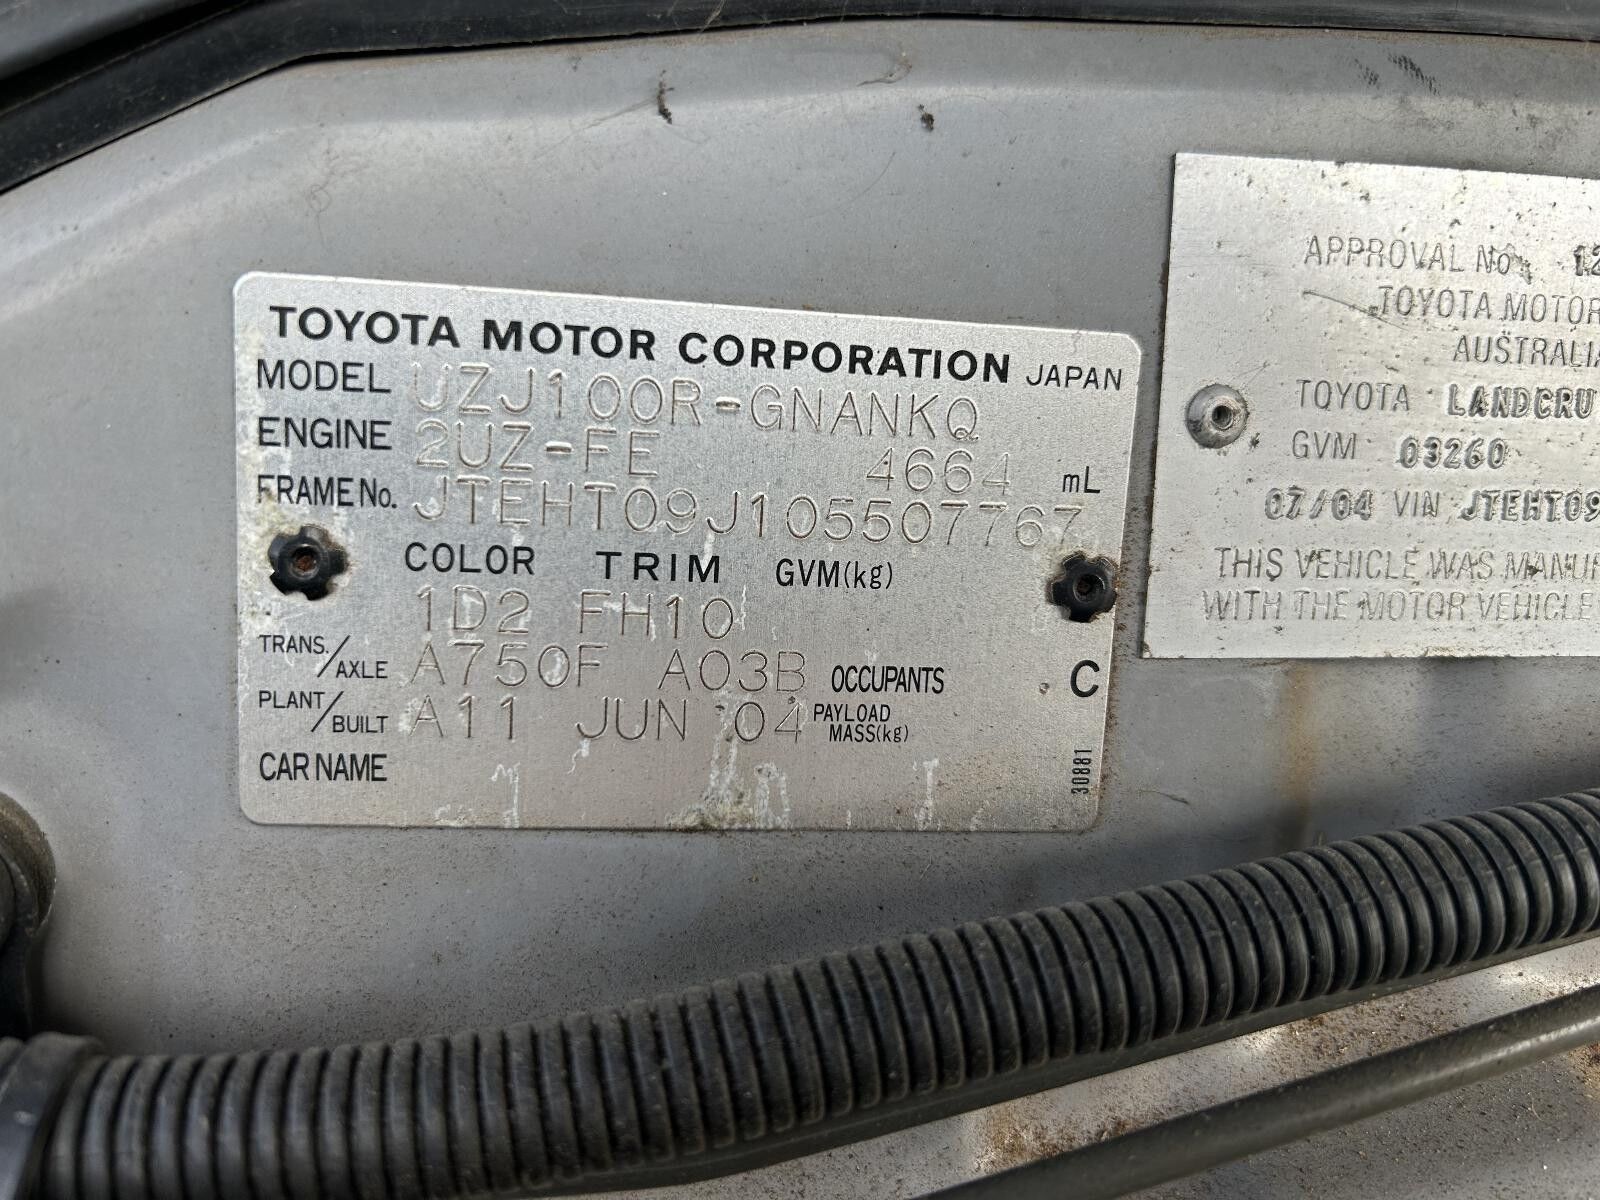 TOYOTA MOTOR CORPORATION JAPAN
MODEL UZJ100R-GNANKQ
ENGINE 2UZ-FE 4664 mL
FRAME No. JTEHT09J105507767
COLOR TRIM GVM(kg)
1D2 FH10
TRANS./AXLE A750F A03B OCCUPANTS C
PLANT/BUILT A11 JUN 04 PAYLOAD MASS(kg)
CAR NAME
30881
APPROVAL No 12
TOYOTA MOTOR
AUSTRALIA
TOYOTA LANDCRU
GVM 03260
07/04 VIN JTEHT09
THIS VEHICLE WAS MANUF
WITH THE MOTOR VEHICLE